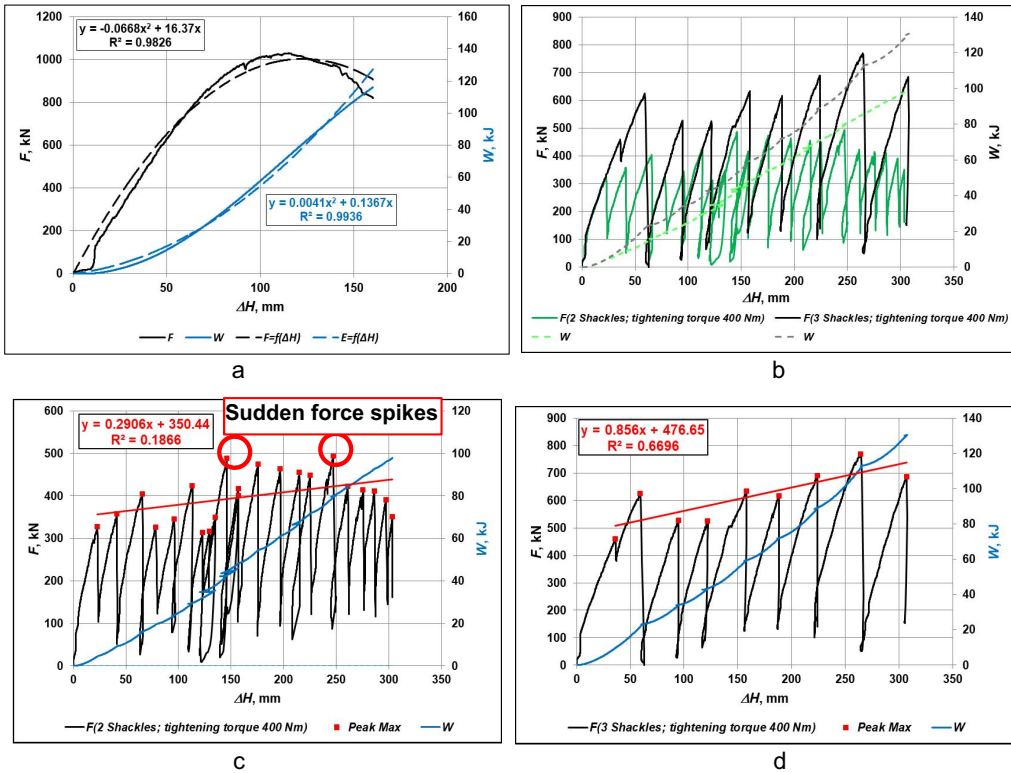 y = -0.0668x² + 16.37x
R² = 0.9826
1200
1000
800
600
400
200
0
F, kN
160
140
120
100
80
60
40
20
0
W, kJ
y = 0.0041x² + 0.1367x
R² = 0.9936
0 50 100 150 200
ΔH, mm
F W F=f(ΔH) E=f(ΔH)
a
900
800
700
600
500
400
300
200
100
0
F, kN
140
120
100
80
60
40
20
0
W, kJ
0 50 100 150 200 250 300 350
ΔH, mm
F(2 Shackles; tightening torque 400 Nm) F(3 Shackles; tightening torque 400 Nm)
W W
b
y = 0.2906x + 350.44
R² = 0.1866
Sudden force spikes
600
500
400
300
200
100
0
F, kN
120
100
80
60
40
20
0
W, kJ
0 50 100 150 200 250 300 350
ΔH, mm
F(2 Shackles; tightening torque 400 Nm) Peak Max W
c
y = 0.856x + 476.65
R² = 0.6696
900
800
700
600
500
400
300
200
100
0
F, kN
140
120
100
80
60
40
20
0
W, kJ
0 50 100 150 200 250 300 350
ΔH, mm
F(3 Shackles; tightening torque 400 Nm) Peak Max W
d